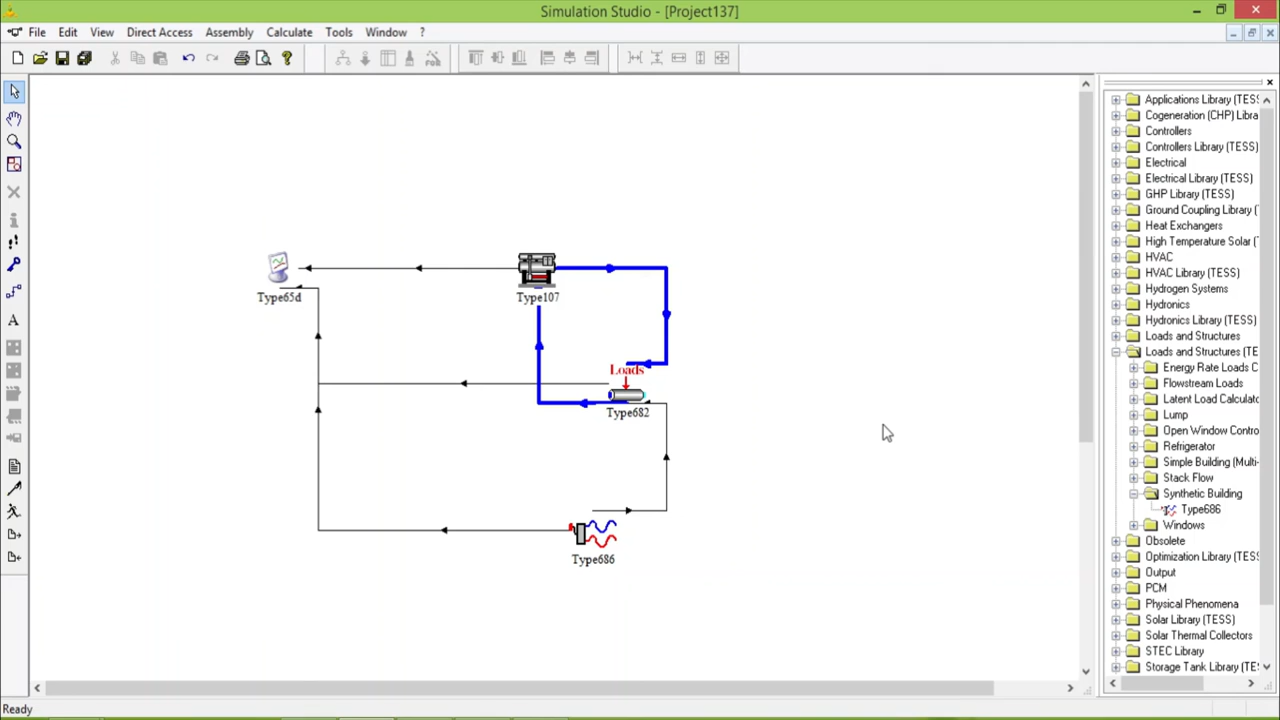 Simulation Studio - [Project137]
File Edit View Direct Access Assembly Calculate Tools Window ?
Type65d
Type107
Loads
Type682
Type686
Applications Library (TESS
Cogeneration (CHP) Libra
Controllers
Controllers Library (TESS)
Electrical
Electrical Library (TESS)
GHP Library (TESS)
Ground Coupling Library (
Heat Exchangers
High Temperature Solar (
HVAC
HVAC Library (TESS)
Hydrogen Systems
Hydronics
Hydronics Library (TESS)
Loads and Structures
Loads and Structures (TE
Energy Rate Loads C
Flowstream Loads
Latent Load Calculato
Lump
Open Window Contro
Refrigerator
Simple Building (Multi-
Stack Flow
Synthetic Building
Type686
Windows
Obsolete
Optimization Library (TES
Output
PCM
Physical Phenomena
Solar Library (TESS)
Solar Thermal Collectors
STEC Library
Storage Tank Library (TE
Ready